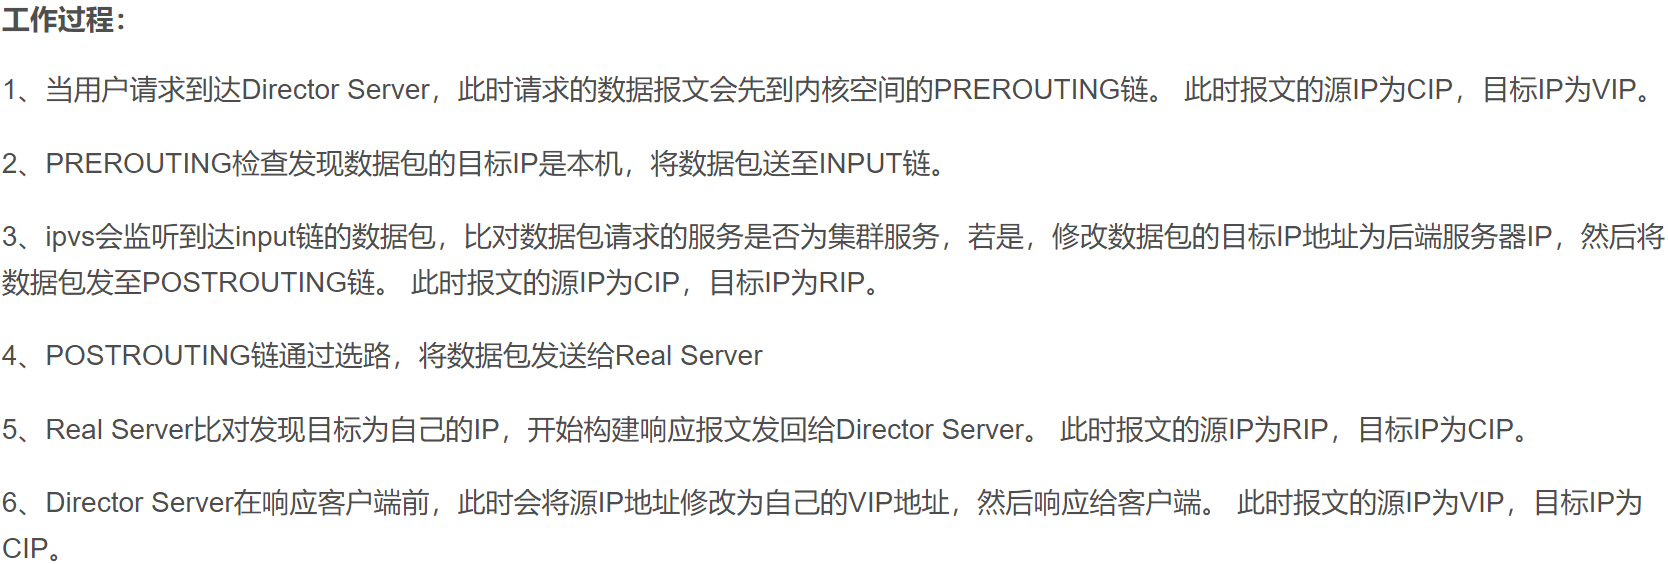 工作过程：
1、当用户请求到达Director Server，此时请求的数据报文会先到内核空间的PREROUTING链。 此时报文的源IP为CIP，目标IP为VIP。
2、PREROUTING检查发现数据包的目标IP是本机，将数据包送至INPUT链。
3、ipvs会监听到达input链的数据包，比对数据包请求的服务是否为集群服务，若是，修改数据包的目标IP地址为后端服务器IP，然后将
数据包发至POSTROUTING链。 此时报文的源IP为CIP，目标IP为RIP。
4、POSTROUTING链通过选路，将数据包发送给Real Server
5、Real Server比对发现目标为自己的IP，开始构建响应报文发回给Director Server。 此时报文的源IP为RIP，目标IP为CIP。
6、Director Server在响应客户端前，此时会将源IP地址修改为自己的VIP地址，然后响应给客户端。 此时报文的源IP为VIP，目标IP为
CIP。